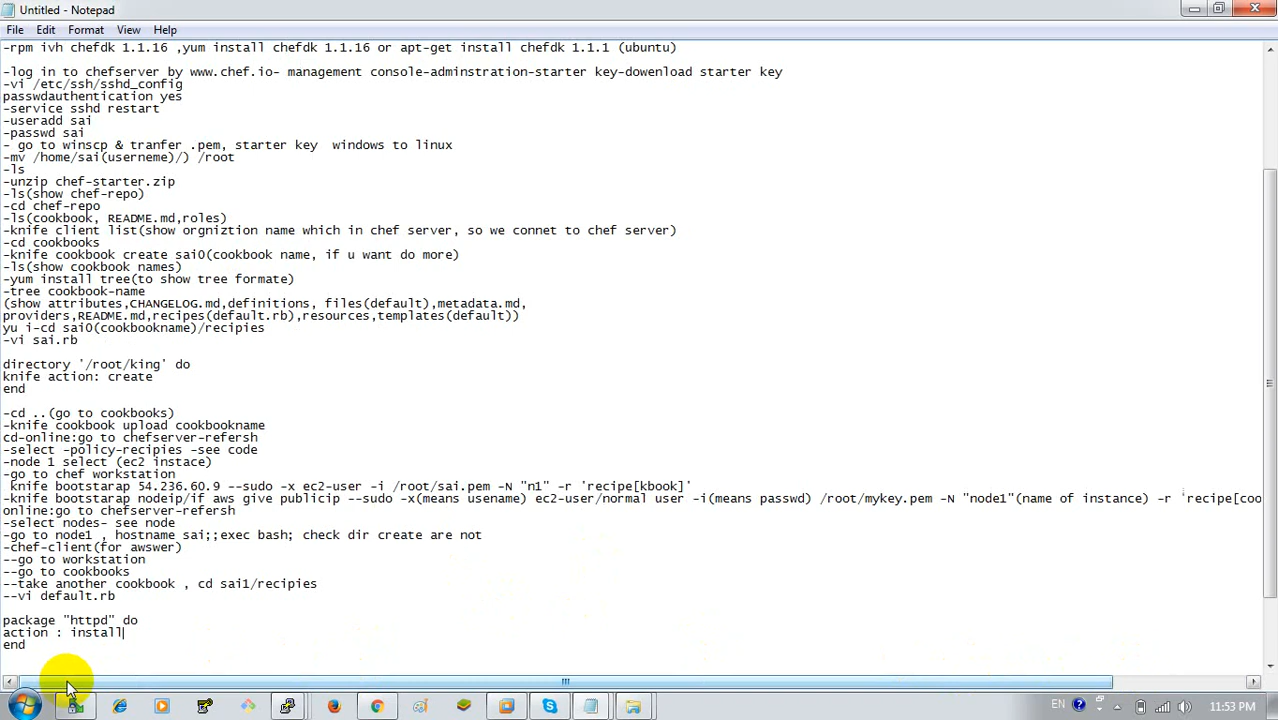 Untitled - Notepad
File Edit Format View Help
-rpm ivh chefdk 1.1.16 ,yum install chefdk 1.1.16 or apt-get install chefdk 1.1.1 (ubuntu)
-log in to chefserver by www.chef.io- management console-adminstration-starter key-dowenload starter key
-vi /etc/ssh/sshd_config
passwdauthentication yes
-service sshd restart
-useradd sai
-passwd sai
- go to winscp & tranfer .pem, starter key  windows to linux
-mv /home/sai(userneme)/) /root
-ls
-unzip chef-starter.zip
-ls(show chef-repo)
-cd chef-repo
-ls(cookbook, README.md,roles)
-knife client list(show orgniztion name which in chef server, so we connet to chef server)
-cd cookbooks
-knife cookbook create sai0(cookbook name, if u want do more)
-ls(show cookbook names)
-yum install tree(to show tree formate)
-tree cookbook-name
(show attributes,CHANGELOG.md,definitions, files(default),metadata.md,
providers,README.md,recipes(default.rb),resources,templates(default))
yu i-cd sai0(cookbookname)/recipies
-vi sai.rb
directory '/root/king' do
knife action: create
end
-cd ..(go to cookbooks)
-knife cookbook upload cookbookname
cd-online:go to chefserver-refersh
-select -policy-recipies -see code
-node 1 select (ec2 instace)
-go to chef workstation
knife bootstarap 54.236.60.9 --sudo -x ec2-user -i /root/sai.pem -N "n1" -r 'recipe[kbook]'
-knife bootstarap nodeip/if aws give publicip --sudo -x(means usename) ec2-user/normal user -i(means passwd) /root/mykey.pem -N "node1"(name of instance) -r 'recipe[coo
online:go to chefserver-refersh
-select nodes- see node
-go to node1 , hostname sai;;exec bash; check dir create are not
-chef-client(for awswer)
--go to workstation
--go to cookbooks
--take another cookbook , cd sai1/recipies
--vi default.rb
package "httpd" do
action : install
end
EN 11:53 PM